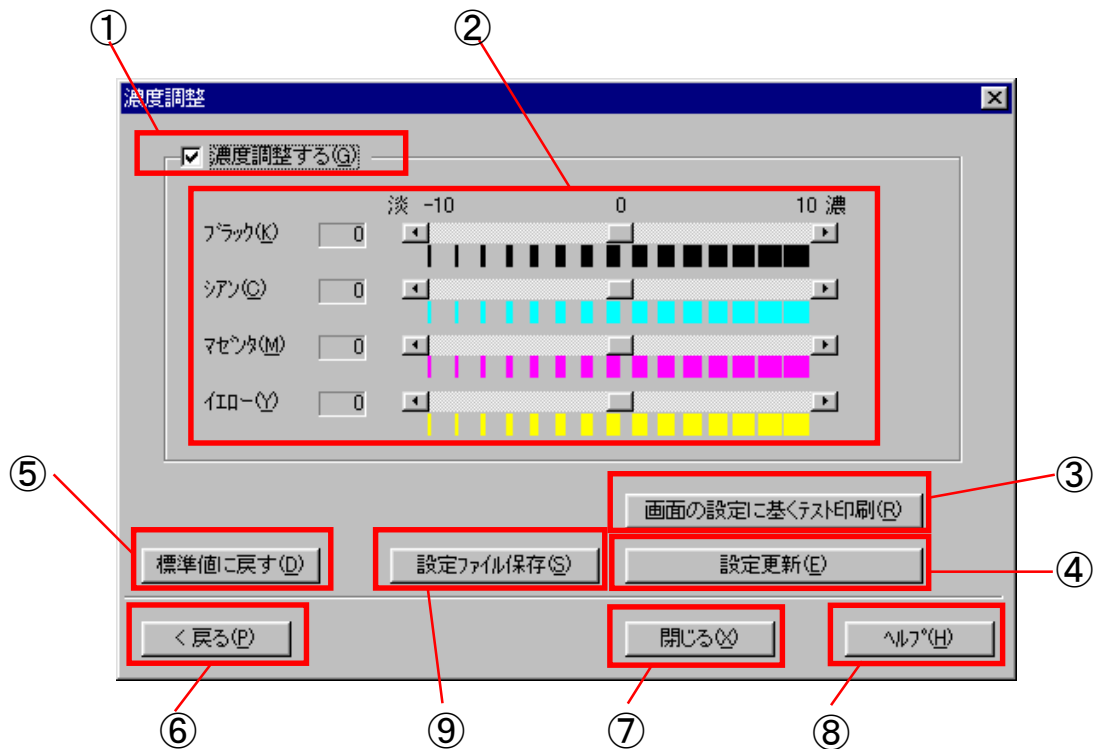 ① ②
濃度調整
濃度調整する(G)
淡 -10 0 10 濃
ブラック(K) 0
シアン(C) 0
マゼンタ(M) 0
イエロー(Y) 0
⑤ ③
画面の設定に基くテスト印刷(R)
標準値に戻す(D) 設定ファイル保存(S) 設定更新(E) ④
< 戻る(P) 閉じる(X) ヘルプ(H)
⑥ ⑨ ⑦ ⑧